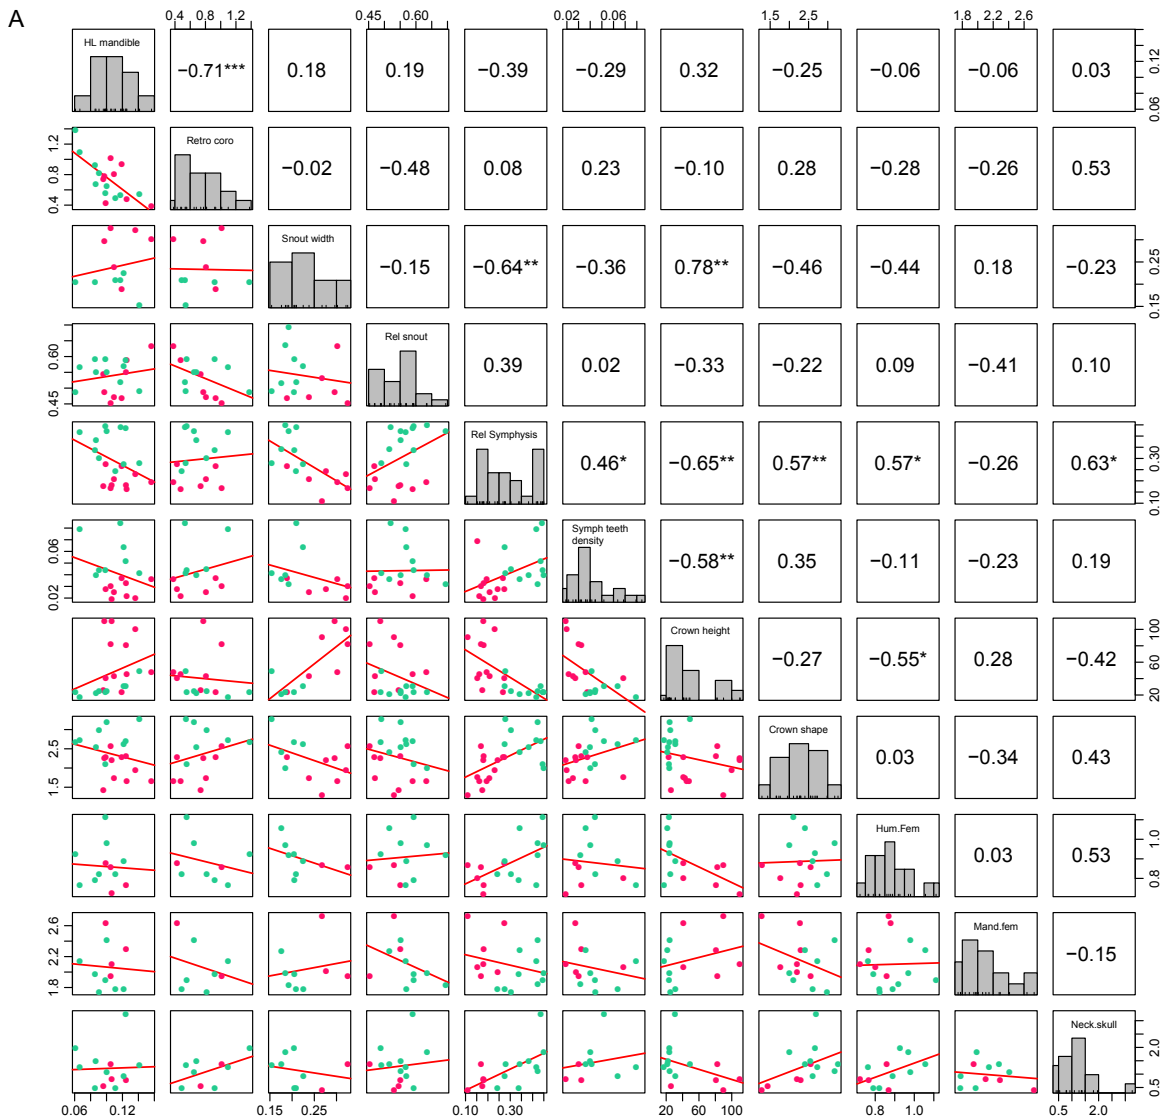 A
0.4 0.8 1.2 0.45 0.60 0.02 0.06 1.5 2.5 1.8 2.2 2.6
HL mandible −0.71*** 0.18 0.19 −0.39 −0.29 0.32 −0.25 −0.06 −0.06 0.03 0.06 0.12
0.4 0.8 1.2 Retro coro −0.02 −0.48 0.08 0.23 −0.10 0.28 −0.28 −0.26 0.53
Snout width −0.15 −0.64** −0.36 0.78** −0.46 −0.44 0.18 −0.23 0.15 0.25
0.45 0.60 Rel snout 0.39 0.02 −0.33 −0.22 0.09 −0.41 0.10
Rel Symphysis 0.46* −0.65** 0.57** 0.57* −0.26 0.63* 0.10 0.30
0.02 0.06 Symph teeth
density −0.58** 0.35 −0.11 −0.23 0.19
Crown height −0.27 −0.55* 0.28 −0.42 20 60 100
1.5 2.5 Crown shape 0.03 −0.34 0.43
Hum.Fem 0.03 0.53 0.8 1.0
1.8 2.2 2.6 Mand.fem −0.15
Neck.skull 0.5 2.0
0.06 0.12 0.15 0.25 0.10 0.30 20 60 100 0.8 1.0 0.5 2.0